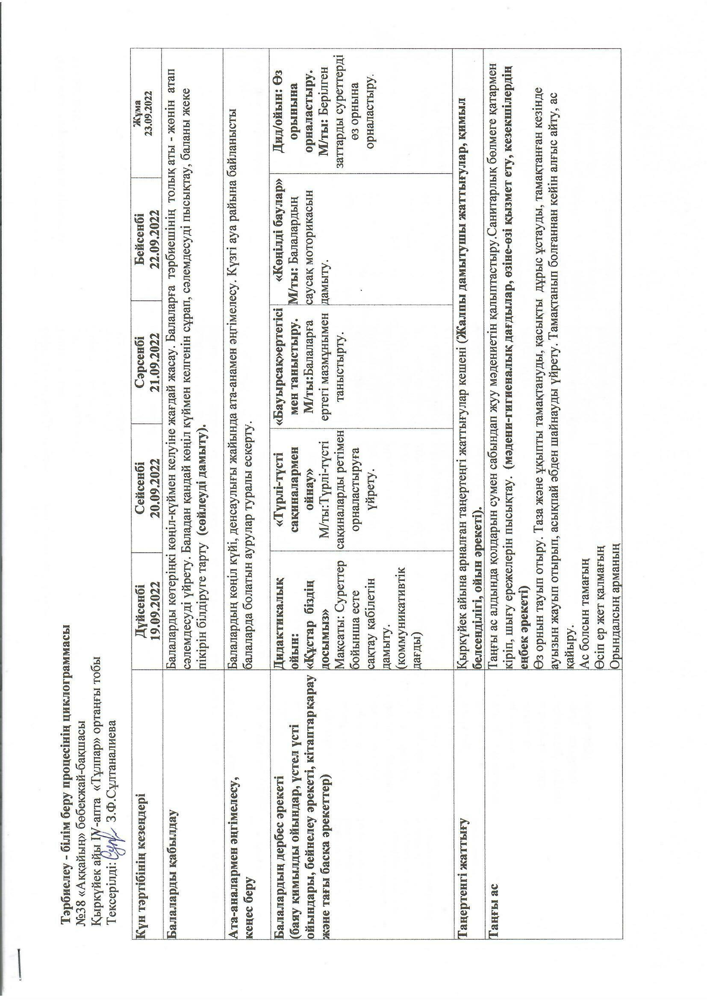 Тәрбиелеу - білім беру процесінің циклограммасы
№38 «Аққайың» бөбекжай-бақшасы
Қыркүйек айы IV-апта «Тұлпар» ортаңғы тобы
Тексерілді: З.Ф.Сұлтаналиева
Күн тәртібінің кезеңдері
Дүйсенбі
19.09.2022
Сейсенбі
20.09.2022
Сәрсенбі
21.09.2022
Бейсенбі
22.09.2022
Жұма
23.09.2022
Балаларды қабылдау
Балаларды көтеріңкі көңіл-күймен келуіне жағдай жасау. Балаларға тәрбиешінің толық аты - жөнін атап
сәлемдесуді үйрету. Баладан қандай көңіл күймен келгенін сұрап, сәлемдесуді пысықтау, баланы жеке
пікірін білдіруге тарту (сөйлеуді дамыту).
Ата-аналармен әңгімелесу,
кеңес беру
Балалардың көңіл күйі, денсаулығы жайында ата-анамен әңгімелесу. Күзгі ауа райына байланысты
балаларда болатын аурулар туралы ескерту.
Балалардың дербес әрекеті
(баяу қимылды ойындар, үстел үсті
ойындары, бейнелеу әрекеті, кітаптарқарау
және тағы басқа әрекеттер)
Дидактикалық
ойын:
«Құстар біздің
досымыз»
Мақсаты: Суреттер
бойынша есте
сақтау қабілетін
дамыту.
(коммуникативтік
дағды)
«Түрлі-түсті
сақиналармен
ойнау»
М/ты:Түрлі-түсті
сақиналарды ретімен
орналастыруға
үйрету.
«Бауырсақ»ертегісі
мен таныстыру.
М/ты:Балаларға
ертегі мазмұнымен
таныстырту.
«Көңілді баулар»
М/ты: Балалардың
саусақ моторикасын
дамыту.
Дид/ойын: Өз
орынына
орналастыру.
М/ты: Берілген
заттарды суреттерді
өз орнына
орналастыру.
Таңертенгі жаттығу
Қыркүйек айына арналған таңертеңгі жаттығулар кешені (Жалпы дамытушы жаттығулар, қимыл
белсенділігі, ойын әрекеті).
Таңғы ас
Таңғы ас алдында қолдарын сумен сабындап жуу мәдениетін қалыптастыру.Санитарлық бөлмеге қатармен
кіріп, шығу ережелерін пысықтау. (мәдени-гигиеналық дағдылар, өзіне-өзі қызмет ету, кезекшілердің
еңбек әрекеті)
Өз орнын тауып отыру. Таза және ұқыпты тамақтануды, қасықты дұрыс ұстауды, тамақтанған кезінде
ауызын жауып отырып, асықпай әбден шайнауды үйрету. Тамақтанып болғаннан кейін алғыс айту, ас
қайыру.
Ас болсын тамағың
Өсіп ер жет қалмағың
Орындалсың арманың